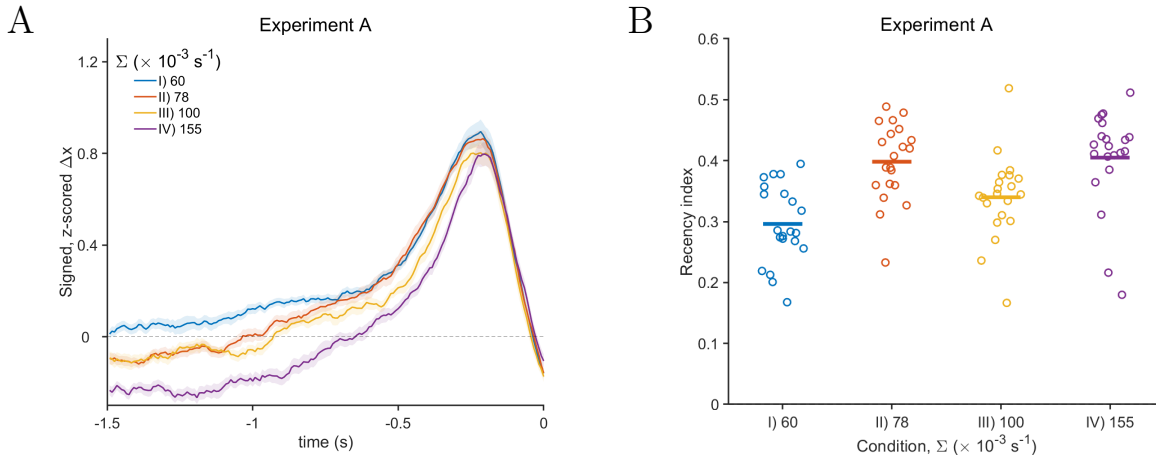 A
Experiment A
Signed, z-scored Δx
1.2
0.8
0.4
0
Σ (× 10⁻³ s⁻¹)
I) 60
II) 78
III) 100
IV) 155
-1.5
-1
-0.5
0
time (s)
B
Experiment A
Recency index
0.6
0.5
0.4
0.3
0.2
0.1
0
I) 60
II) 78
III) 100
IV) 155
Condition, Σ (× 10⁻³ s⁻¹)